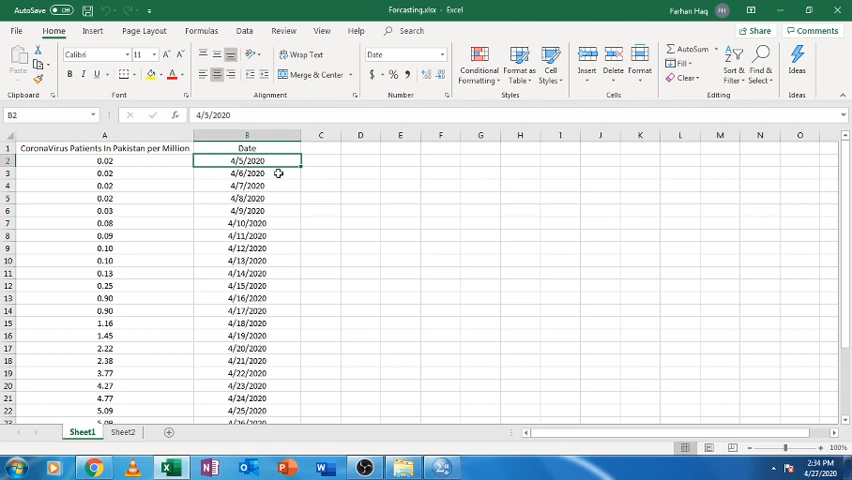 AutoSave Off Forcasting.xlsx - Excel Farhan Haq FH
File Home Insert Page Layout Formulas Data Review View Help Search Share Comments
Calibri 11 A A Wrap Text Date AutoSum
Paste B I U A Merge & Center $ % 9 Conditional Formatting Format as Table Cell Styles Insert Delete Format Fill Clear Sort & Filter Find & Select Ideas
Clipboard Font Alignment Number Styles Cells Editing Ideas
B2 fx 4/5/2020
A B C D E F G H I J K L M N O
1 CoronaVirus Patients In Pakistan per Million Date
2 0.02 4/5/2020
3 0.02 4/6/2020
4 0.02 4/7/2020
5 0.02 4/8/2020
6 0.03 4/9/2020
7 0.08 4/10/2020
8 0.09 4/11/2020
9 0.10 4/12/2020
10 0.10 4/13/2020
11 0.13 4/14/2020
12 0.25 4/15/2020
13 0.90 4/16/2020
14 0.90 4/17/2020
15 1.16 4/18/2020
16 1.45 4/19/2020
17 2.22 4/20/2020
18 2.38 4/21/2020
19 3.77 4/22/2020
20 4.27 4/23/2020
21 4.77 4/24/2020
22 5.09 4/25/2020
23 5.09 4/26/2020
Sheet1 Sheet2
100%
2:34 PM
4/27/2020